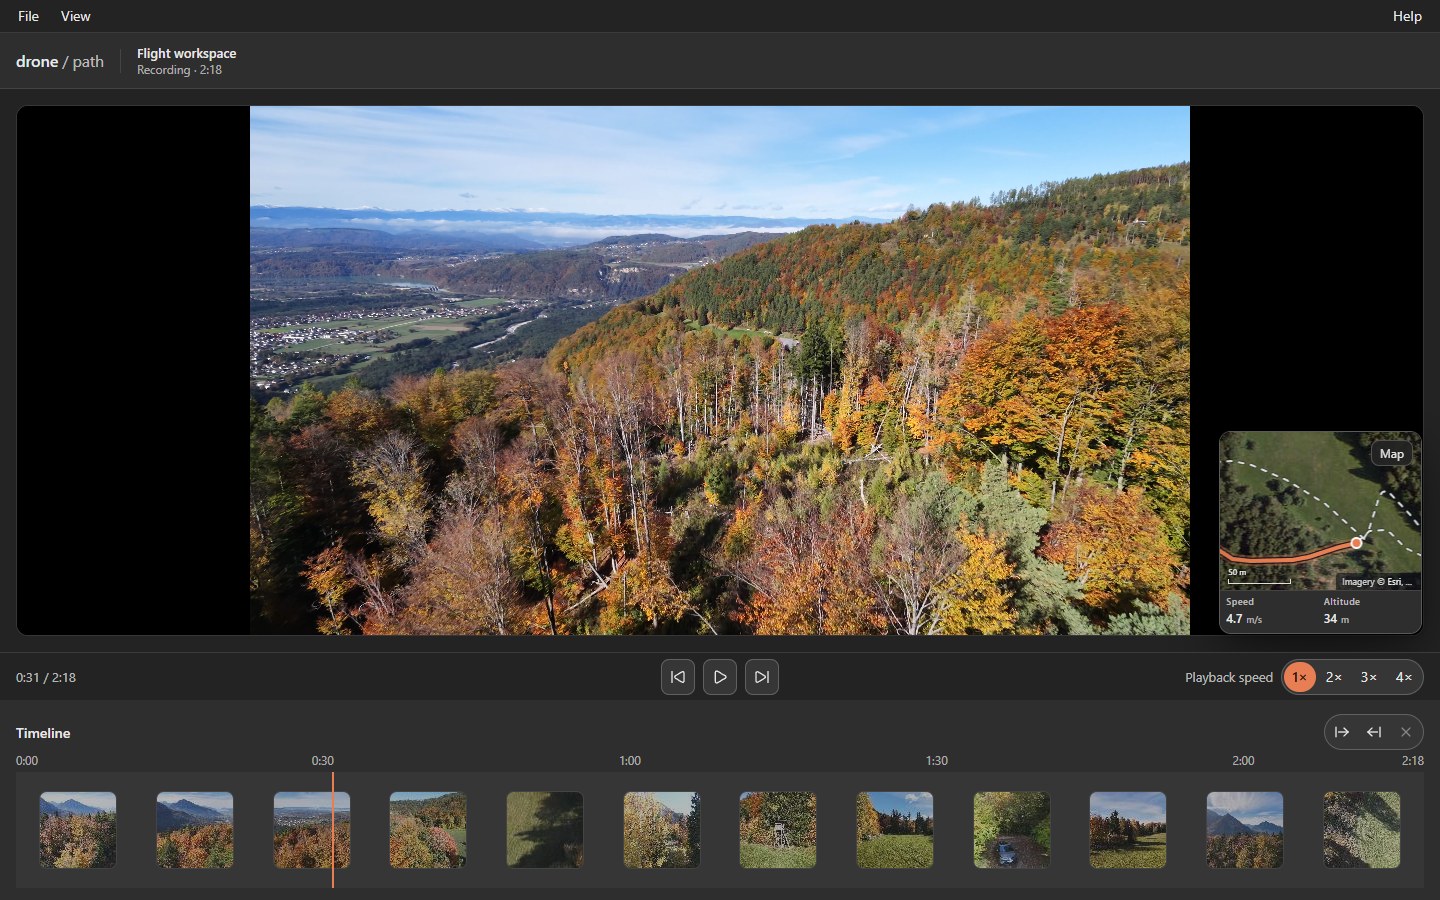 File View Help
drone / path
Flight workspace
Recording · 2:18
Map
50 m
Imagery © Esri, ...
Speed Altitude
4.7 m/s 34 m
0:31 / 2:18
Playback speed 1× 2× 3× 4×
Timeline
0:00 0:30 1:00 1:30 2:00 2:18